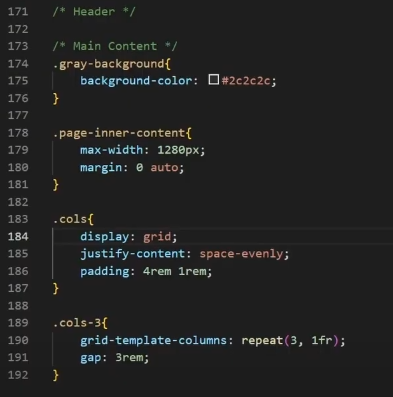 171 /* Header */
172
173 /* Main Content */
174 .gray-background{
175     background-color: #2c2c2c;
176 }
177
178 .page-inner-content{
179     max-width: 1280px;
180     margin: 0 auto;
181 }
182
183 .cols{
184     display: grid;
185     justify-content: space-evenly;
186     padding: 4rem 1rem;
187 }
188
189 .cols-3{
190     grid-template-columns: repeat(3, 1fr);
191     gap: 3rem;
192 }